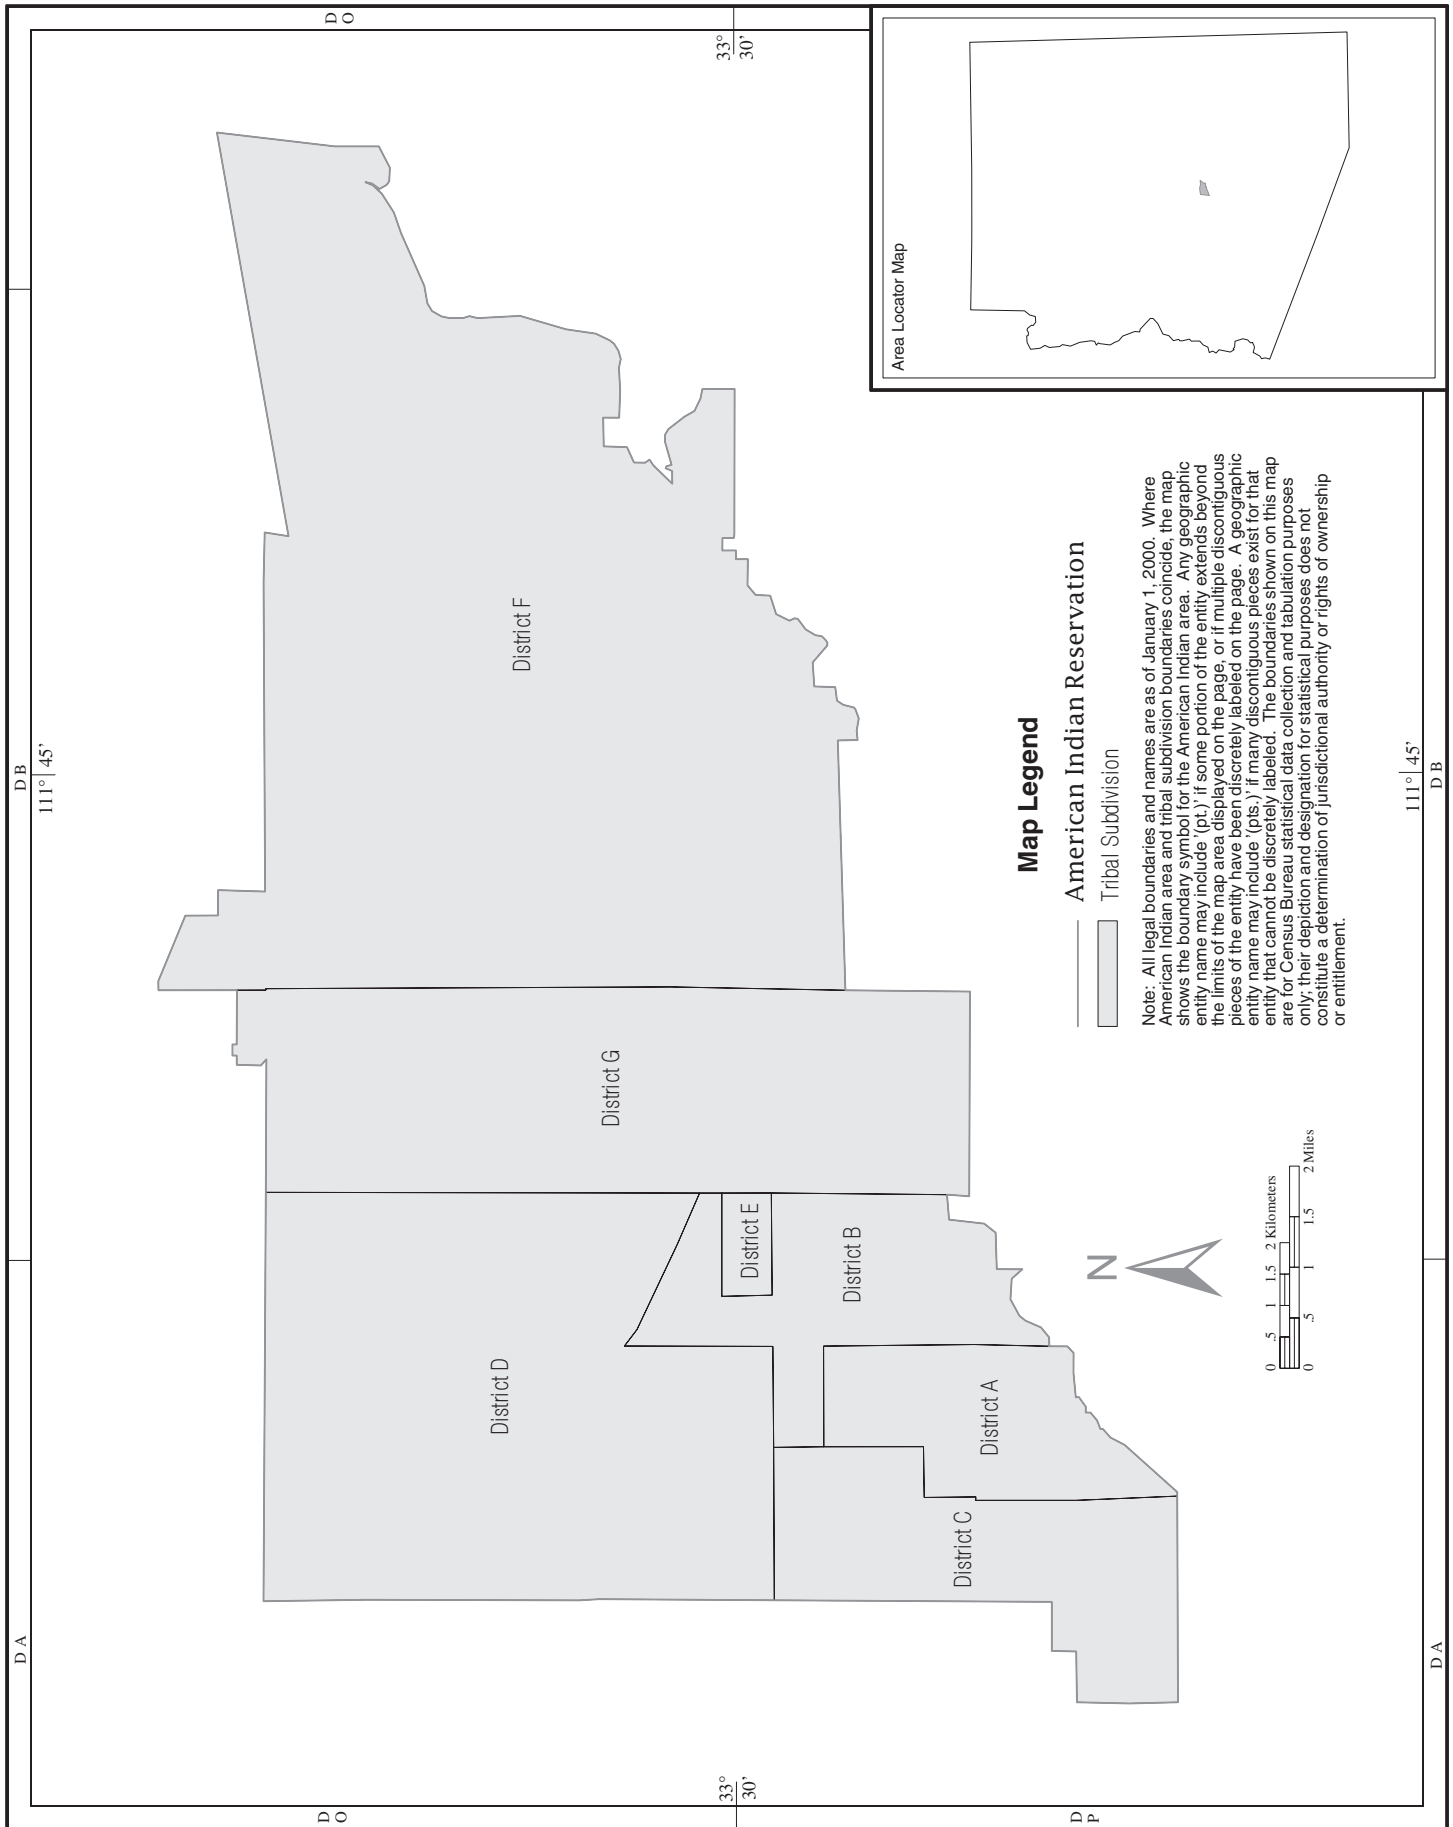 D A
D B
111° 45'
D
O
D
O
33°
30'
33°
30'
D
P
District F
District G
District D
District E
District B
District A
District C
Map Legend
American Indian Reservation
Tribal Subdivision
Note: All legal boundaries and names are as of January 1, 2000. Where
American Indian area and tribal subdivision boundaries coincide, the map
shows the boundary symbol for the American Indian area. Any geographic
entity name may include '(pt.)' if some portion of the entity extends beyond
the limits of the map area displayed on the page, or if multiple discontiguous
pieces of the entity have been discretely labeled on the page. A geographic
entity name may include '(pts.)' if many discontiguous pieces exist for that
entity that cannot be discretely labeled. The boundaries shown on this map
are for Census Bureau statistical data collection and tabulation purposes
only; their depiction and designation for statistical purposes does not
constitute a determination of jurisdictional authority or rights of ownership
or entitlement.
N
0 .5 1 1.5 2 Kilometers
0 .5 1 1.5 2 Miles
Area Locator Map
111° 45'
D A
D B